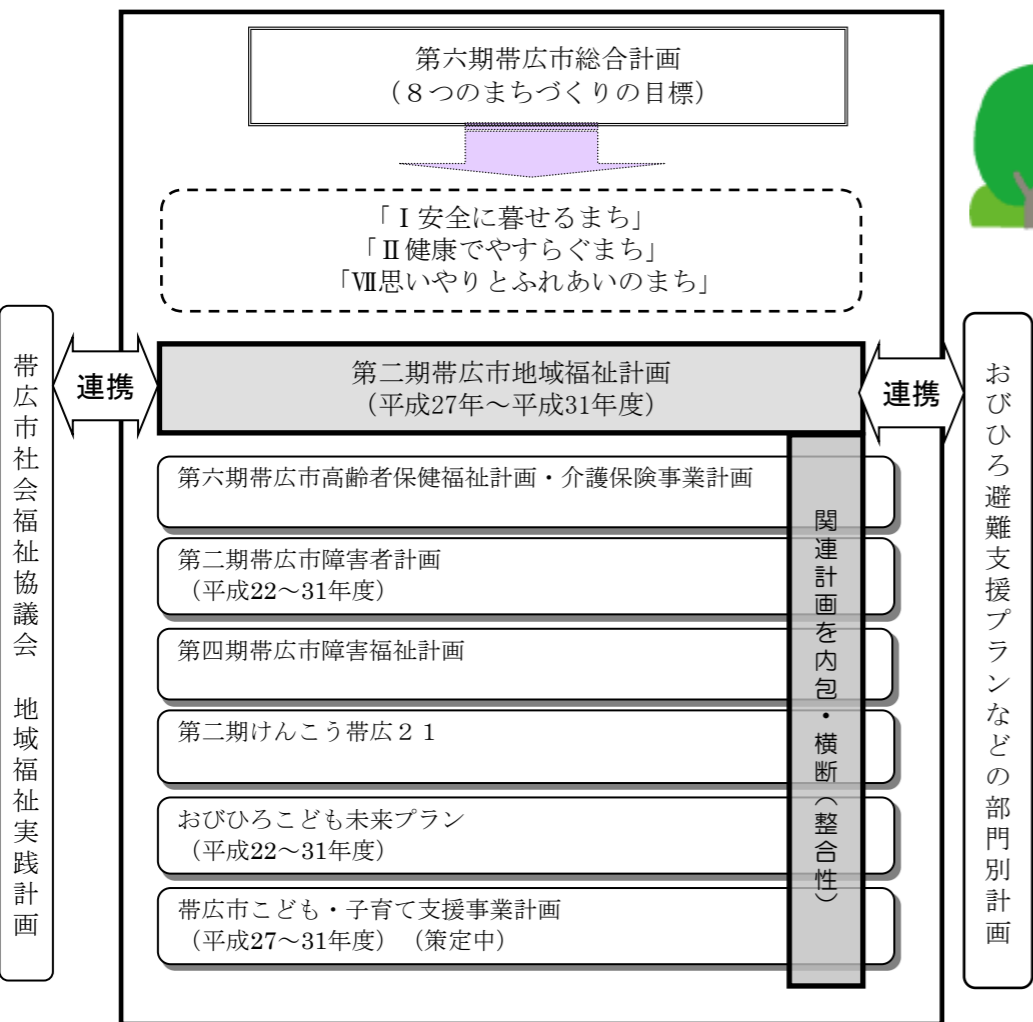 第六期帯広市総合計画
（８つのまちづくりの目標）
「Ⅰ安全に暮せるまち」
「Ⅱ健康でやすらぐまち」
「Ⅶ思いやりとふれあいのまち」
帯広市社会福祉協議会　地域福祉実践計画
連携
第二期帯広市地域福祉計画
（平成27年～平成31年度）
連携
おびひろ避難支援プランなどの部門別計画
関連計画を内包・横断（整合性）
第六期帯広市高齢者保健福祉計画・介護保険事業計画
第二期帯広市障害者計画
（平成22～31年度）
第四期帯広市障害福祉計画
第二期けんこう帯広２１
おびひろこども未来プラン
（平成22～31年度）
帯広市こども・子育て支援事業計画
（平成27～31年度）（策定中）